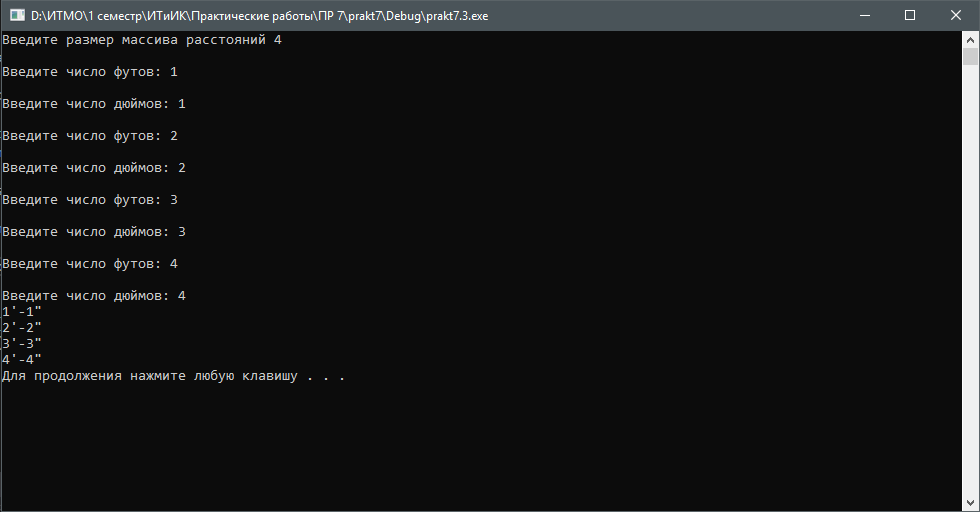 D:\ИТМО\1 семестр\ИТиИК\Практические работы\ПР 7\prakt7\Debug\prakt7.3.exe
Введите размер массива расстояний 4
Введите число футов: 1
Введите число дюймов: 1
Введите число футов: 2
Введите число дюймов: 2
Введите число футов: 3
Введите число дюймов: 3
Введите число футов: 4
Введите число дюймов: 4
1'-1"
2'-2"
3'-3"
4'-4"
Для продолжения нажмите любую клавишу . . .